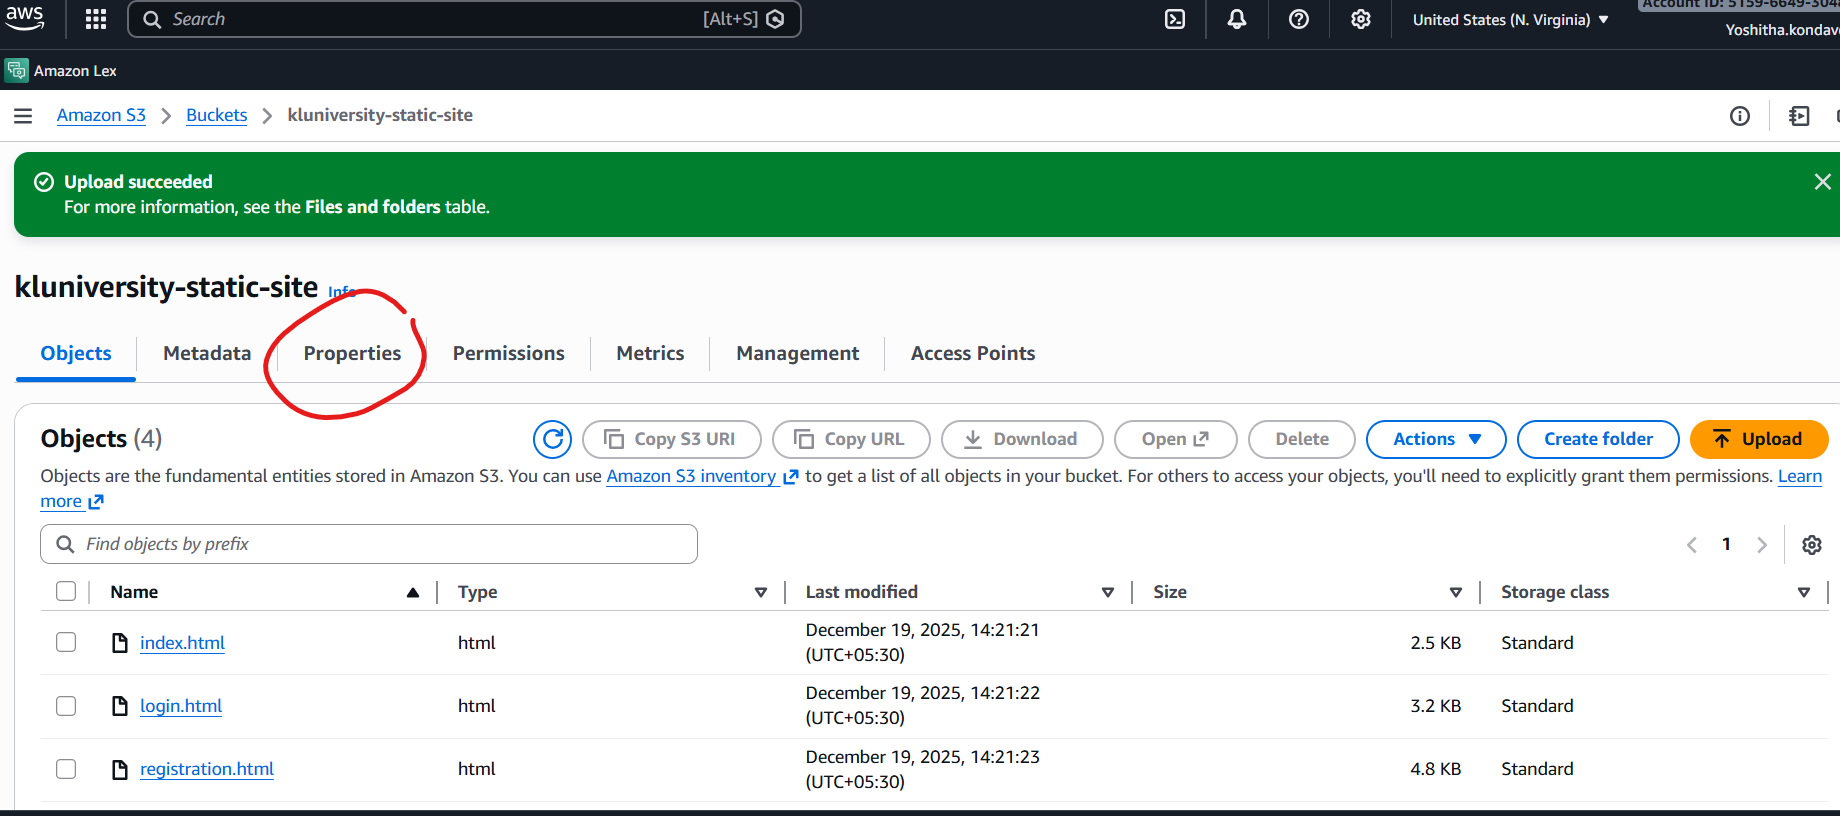 aws
Search [Alt+S]
United States (N. Virginia)
Yoshitha.kondav
Amazon Lex
Amazon S3 > Buckets > kluniversity-static-site
Upload succeeded
For more information, see the Files and folders table.
kluniversity-static-site Info
Objects Metadata Properties Permissions Metrics Management Access Points
Objects (4) Copy S3 URI Copy URL Download Open Delete Actions Create folder Upload
Objects are the fundamental entities stored in Amazon S3. You can use Amazon S3 inventory to get a list of all objects in your bucket. For others to access your objects, you'll need to explicitly grant them permissions. Learn
more
Find objects by prefix
1
Name Type Last modified Size Storage class
index.html html December 19, 2025, 14:21:21 (UTC+05:30) 2.5 KB Standard
login.html html December 19, 2025, 14:21:22 (UTC+05:30) 3.2 KB Standard
registration.html html December 19, 2025, 14:21:23 (UTC+05:30) 4.8 KB Standard